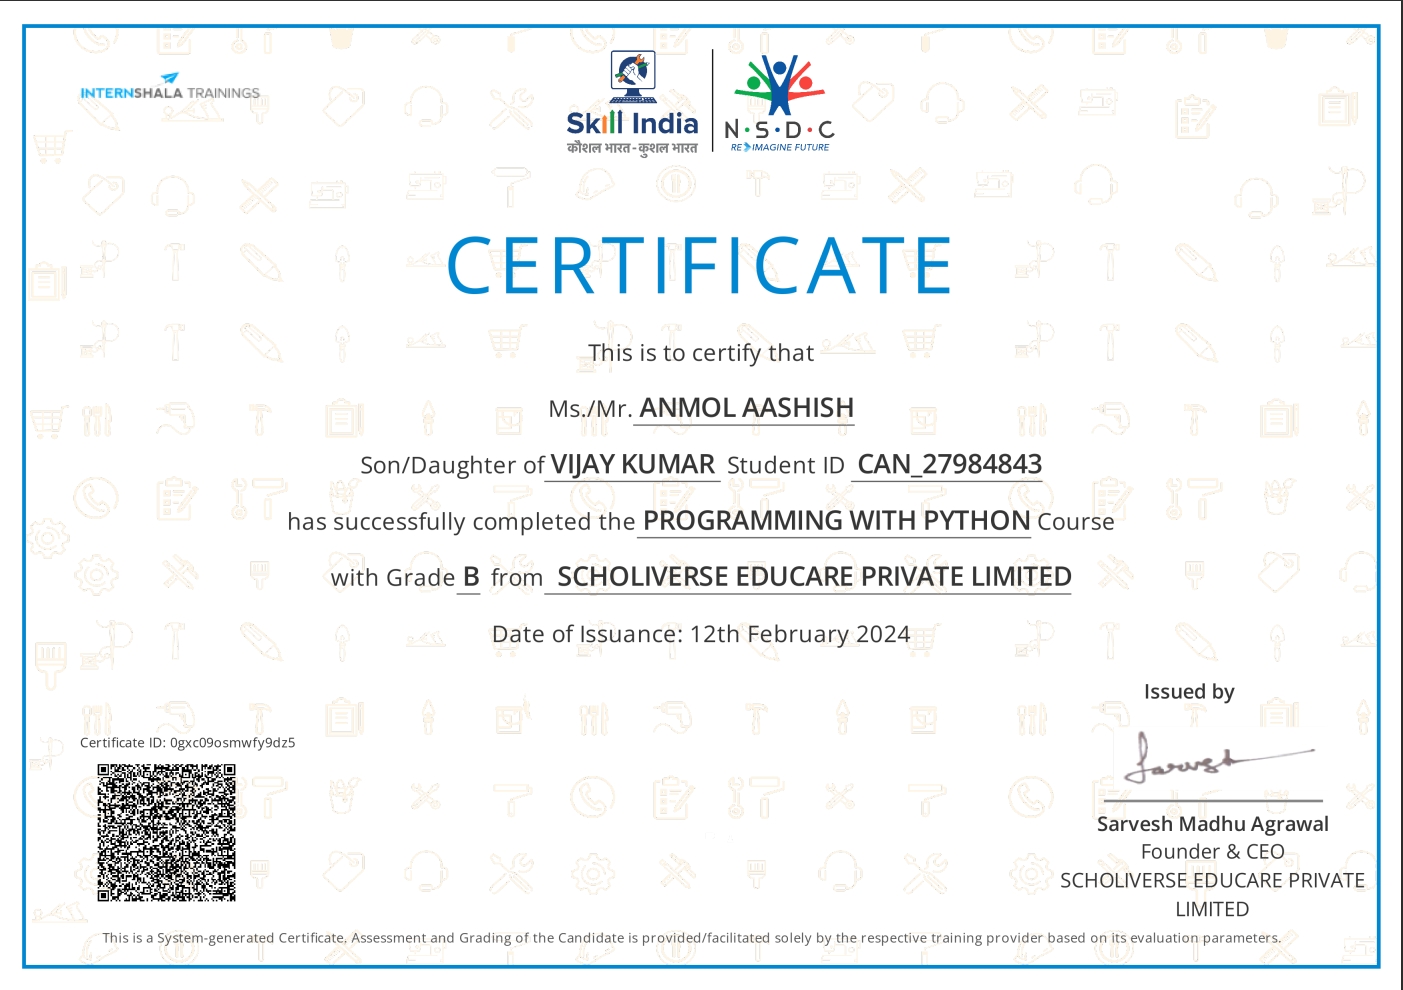 INTERNSHALA TRAININGS
Skill India
कौशल भारत-कुशल भारत
N·S·D·C
RE IMAGINE FUTURE
CERTIFICATE
This is to certify that
Ms./Mr. ANMOL AASHISH
Son/Daughter of VIJAY KUMAR Student ID CAN_27984843
has successfully completed the PROGRAMMING WITH PYTHON Course
with Grade B from SCHOLIVERSE EDUCARE PRIVATE LIMITED
Date of Issuance: 12th February 2024
Issued by
Certificate ID: 0gxc09osmwfy9dz5
Sarvesh
Sarvesh Madhu Agrawal
Founder & CEO
SCHOLIVERSE EDUCARE PRIVATE
LIMITED
This is a System-generated Certificate. Assessment and Grading of the Candidate is provided/facilitated solely by the respective training provider based on its evaluation parameters.